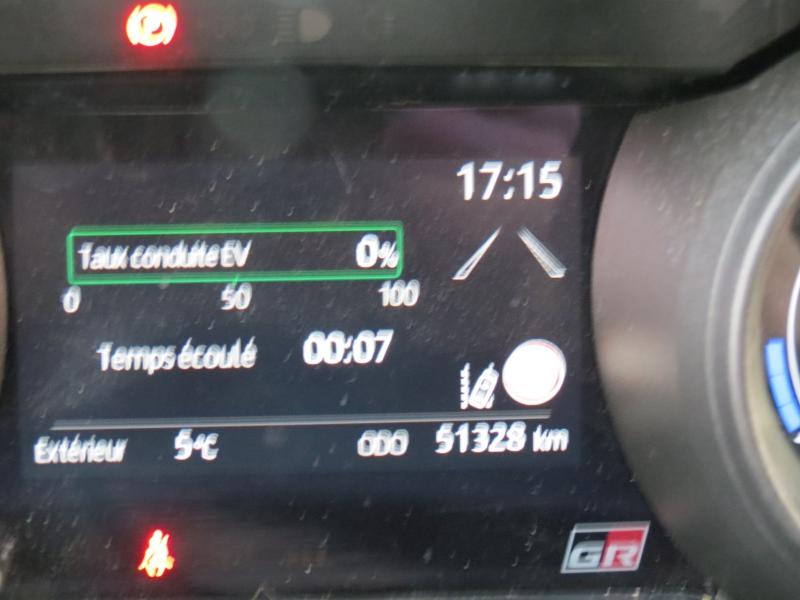 17:15
Taux conduite EV 0%
0 50 100
Temps écoulé 00:07
Extérieur 5°C ODO 51328 km
GR